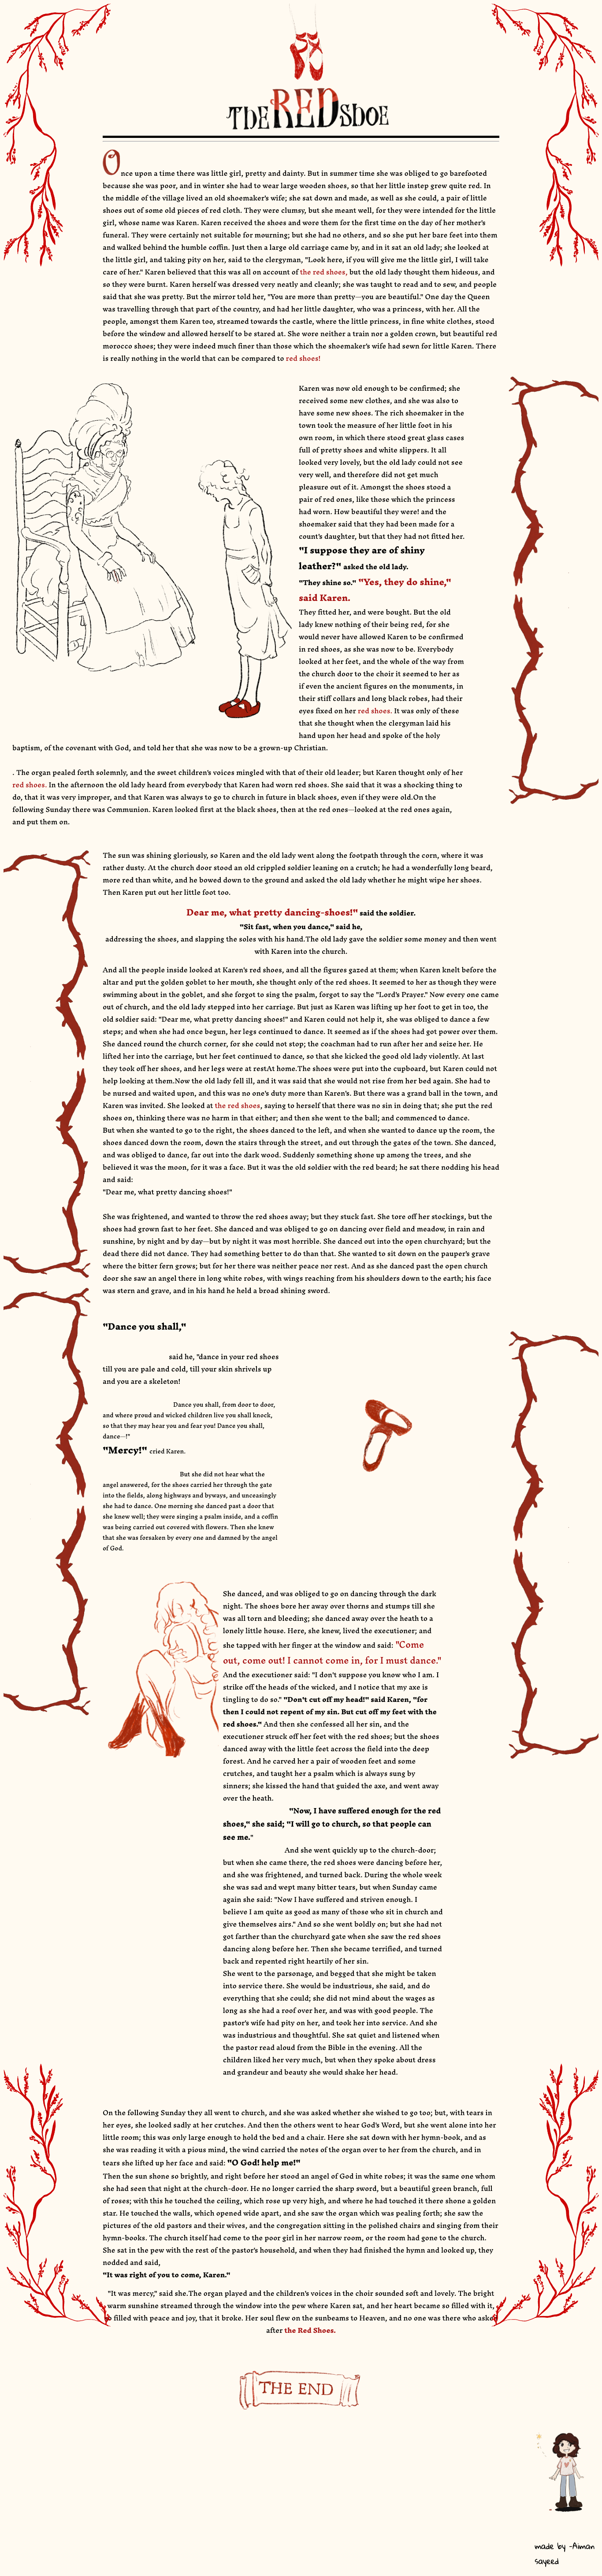 THE RED SHOE
Once upon a time there was little girl, pretty and dainty. But in summer time she was obliged to go barefooted
because she was poor, and in winter she had to wear large wooden shoes, so that her little instep grew quite red. In
the middle of the village lived an old shoemaker's wife; she sat down and made, as well as she could, a pair of little
shoes out of some old pieces of red cloth. They were clumsy, but she meant well, for they were intended for the little
girl, whose name was Karen. Karen received the shoes and wore them for the first time on the day of her mother's
funeral. They were certainly not suitable for mourning; but she had no others, and so she put her bare feet into them
and walked behind the humble coffin. Just then a large old carriage came by, and in it sat an old lady; she looked at
the little girl, and taking pity on her, said to the clergyman, "Look here, if you will give me the little girl, I will take
care of her." Karen believed that this was all on account of the red shoes, but the old lady thought them hideous, and
so they were burnt. Karen herself was dressed very neatly and cleanly; she was taught to read and to sew, and people
said that she was pretty. But the mirror told her, "You are more than pretty—you are beautiful." One day the Queen
was travelling through that part of the country, and had her little daughter, who was a princess, with her. All the
people, amongst them Karen too, streamed towards the castle, where the little princess, in fine white clothes, stood
before the window and allowed herself to be stared at. She wore neither a train nor a golden crown, but beautiful red
morocco shoes; they were indeed much finer than those which the shoemaker's wife had sewn for little Karen. There
is really nothing in the world that can be compared to red shoes!
Karen was now old enough to be confirmed; she
received some new clothes, and she was also to
have some new shoes. The rich shoemaker in the
town took the measure of her little foot in his
own room, in which there stood great glass cases
full of pretty shoes and white slippers. It all
looked very lovely, but the old lady could not see
very well, and therefore did not get much
pleasure out of it. Amongst the shoes stood a
pair of red ones, like those which the princess
had worn. How beautiful they were! and the
shoemaker said that they had been made for a
count's daughter, but that they had not fitted her.
"I suppose they are of shiny
leather?" asked the old lady.
"They shine so." "Yes, they do shine,"
said Karen.
They fitted her, and were bought. But the old
lady knew nothing of their being red, for she
would never have allowed Karen to be confirmed
in red shoes, as she was now to be. Everybody
looked at her feet, and the whole of the way from
the church door to the choir it seemed to her as
if even the ancient figures on the monuments, in
their stiff collars and long black robes, had their
eyes fixed on her red shoes. It was only of these
that she thought when the clergyman laid his
hand upon her head and spoke of the holy
baptism, of the covenant with God, and told her that she was now to be a grown-up Christian.
. The organ pealed forth solemnly, and the sweet children's voices mingled with that of their old leader; but Karen thought only of her
red shoes. In the afternoon the old lady heard from everybody that Karen had worn red shoes. She said that it was a shocking thing to
do, that it was very improper, and that Karen was always to go to church in future in black shoes, even if they were old.On the
following Sunday there was Communion. Karen looked first at the black shoes, then at the red ones—looked at the red ones again,
and put them on.
The sun was shining gloriously, so Karen and the old lady went along the footpath through the corn, where it was
rather dusty. At the church door stood an old crippled soldier leaning on a crutch; he had a wonderfully long beard,
more red than white, and he bowed down to the ground and asked the old lady whether he might wipe her shoes.
Then Karen put out her little foot too.
Dear me, what pretty dancing-shoes!" said the soldier.
"Sit fast, when you dance," said he,
addressing the shoes, and slapping the soles with his hand.The old lady gave the soldier some money and then went
with Karen into the church.
And all the people inside looked at Karen's red shoes, and all the figures gazed at them; when Karen knelt before the
altar and put the golden goblet to her mouth, she thought only of the red shoes. It seemed to her as though they were
swimming about in the goblet, and she forgot to sing the psalm, forgot to say the "Lord's Prayer." Now every one came
out of church, and the old lady stepped into her carriage. But just as Karen was lifting up her foot to get in too, the
old soldier said: "Dear me, what pretty dancing shoes!" and Karen could not help it, she was obliged to dance a few
steps; and when she had once begun, her legs continued to dance. It seemed as if the shoes had got power over them.
She danced round the church corner, for she could not stop; the coachman had to run after her and seize her. He
lifted her into the carriage, but her feet continued to dance, so that she kicked the good old lady violently. At last
they took off her shoes, and her legs were at restAt home.The shoes were put into the cupboard, but Karen could not
help looking at them.Now the old lady fell ill, and it was said that she would not rise from her bed again. She had to
be nursed and waited upon, and this was no one's duty more than Karen's. But there was a grand ball in the town, and
Karen was invited. She looked at the red shoes, saying to herself that there was no sin in doing that; she put the red
shoes on, thinking there was no harm in that either; and then she went to the ball; and commenced to dance.
But when she wanted to go to the right, the shoes danced to the left, and when she wanted to dance up the room, the
shoes danced down the room, down the stairs through the street, and out through the gates of the town. She danced,
and was obliged to dance, far out into the dark wood. Suddenly something shone up among the trees, and she
believed it was the moon, for it was a face. But it was the old soldier with the red beard; he sat there nodding his head
and said:
"Dear me, what pretty dancing shoes!"
She was frightened, and wanted to throw the red shoes away; but they stuck fast. She tore off her stockings, but the
shoes had grown fast to her feet. She danced and was obliged to go on dancing over field and meadow, in rain and
sunshine, by night and by day—but by night it was most horrible. She danced out into the open churchyard; but the
dead there did not dance. They had something better to do than that. She wanted to sit down on the pauper's grave
where the bitter fern grows; but for her there was neither peace nor rest. And as she danced past the open church
door she saw an angel there in long white robes, with wings reaching from his shoulders down to the earth; his face
was stern and grave, and in his hand he held a broad shining sword.
"Dance you shall,"
said he, "dance in your red shoes
till you are pale and cold, till your skin shrivels up
and you are a skeleton!
Dance you shall, from door to door,
and where proud and wicked children live you shall knock,
so that they may hear you and fear you! Dance you shall,
dance—!"
"Mercy!" cried Karen.
But she did not hear what the
angel answered, for the shoes carried her through the gate
into the fields, along highways and byways, and unceasingly
she had to dance. One morning she danced past a door that
she knew well; they were singing a psalm inside, and a coffin
was being carried out covered with flowers. Then she knew
that she was forsaken by every one and damned by the angel
of God.
She danced, and was obliged to go on dancing through the dark
night. The shoes bore her away over thorns and stumps till she
was all torn and bleeding; she danced away over the heath to a
lonely little house. Here, she knew, lived the executioner; and
she tapped with her finger at the window and said: "Come
out, come out! I cannot come in, for I must dance."
And the executioner said: "I don't suppose you know who I am. I
strike off the heads of the wicked, and I notice that my axe is
tingling to do so." "Don't cut off my head!" said Karen, "for
then I could not repent of my sin. But cut off my feet with the
red shoes." And then she confessed all her sin, and the
executioner struck off her feet with the red shoes; but the shoes
danced away with the little feet across the field into the deep
forest. And he carved her a pair of wooden feet and some
crutches, and taught her a psalm which is always sung by
sinners; she kissed the hand that guided the axe, and went away
over the heath.
"Now, I have suffered enough for the red
shoes," she said; "I will go to church, so that people can
see me."
And she went quickly up to the church-door;
but when she came there, the red shoes were dancing before her,
and she was frightened, and turned back. During the whole week
she was sad and wept many bitter tears, but when Sunday came
again she said: "Now I have suffered and striven enough. I
believe I am quite as good as many of those who sit in church and
give themselves airs." And so she went boldly on; but she had not
got farther than the churchyard gate when she saw the red shoes
dancing along before her. Then she became terrified, and turned
back and repented right heartily of her sin.
She went to the parsonage, and begged that she might be taken
into service there. She would be industrious, she said, and do
everything that she could; she did not mind about the wages as
long as she had a roof over her, and was with good people. The
pastor's wife had pity on her, and took her into service. And she
was industrious and thoughtful. She sat quiet and listened when
the pastor read aloud from the Bible in the evening. All the
children liked her very much, but when they spoke about dress
and grandeur and beauty she would shake her head.
On the following Sunday they all went to church, and she was asked whether she wished to go too; but, with tears in
her eyes, she looked sadly at her crutches. And then the others went to hear God's Word, but she went alone into her
little room; this was only large enough to hold the bed and a chair. Here she sat down with her hymn-book, and as
she was reading it with a pious mind, the wind carried the notes of the organ over to her from the church, and in
tears she lifted up her face and said: "O God! help me!"
Then the sun shone so brightly, and right before her stood an angel of God in white robes; it was the same one whom
she had seen that night at the church-door. He no longer carried the sharp sword, but a beautiful green branch, full
of roses; with this he touched the ceiling, which rose up very high, and where he had touched it there shone a golden
star. He touched the walls, which opened wide apart, and she saw the organ which was pealing forth; she saw the
pictures of the old pastors and their wives, and the congregation sitting in the polished chairs and singing from their
hymn-books. The church itself had come to the poor girl in her narrow room, or the room had gone to the church.
She sat in the pew with the rest of the pastor's household, and when they had finished the hymn and looked up, they
nodded and said,
"It was right of you to come, Karen."
"It was mercy," said she.The organ played and the children's voices in the choir sounded soft and lovely. The bright
warm sunshine streamed through the window into the pew where Karen sat, and her heart became so filled with it,
so filled with peace and joy, that it broke. Her soul flew on the sunbeams to Heaven, and no one was there who asked
after the Red Shoes.
THE END
made by -Aiman
sayeed